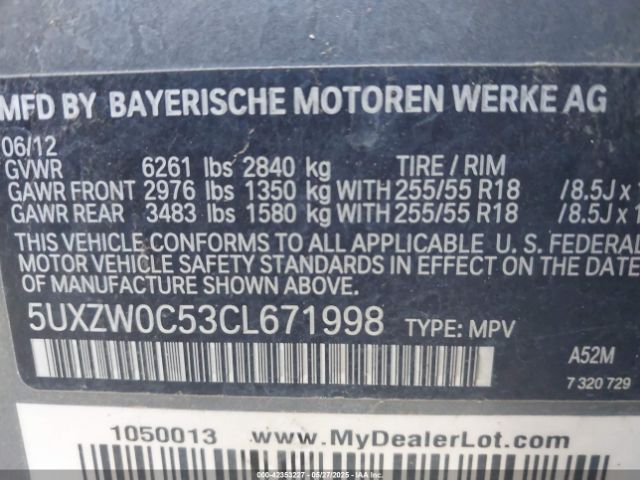 MFD BY BAYERISCHE MOTOREN WERKE AG
06/12
GVWR 6261 lbs 2840 kg TIRE / RIM
GAWR FRONT 2976 lbs 1350 kg WITH 255/55 R18 /8.5J x
GAWR REAR 3483 lbs 1580 kg WITH 255/55 R18 /8.5J x
THIS VEHICLE CONFORMS TO ALL APPLICABLE U. S. FEDERAL
MOTOR VEHICLE SAFETY STANDARDS IN EFFECT ON THE DATE
MANUFACTURE SHOWN ABOVE.
5UXZW0C53CL671998 TYPE: MPV A52M
7 320 729
1050013 www.MyDealerLot.com
000-42353227 - 05/27/2025 - IAA Inc.